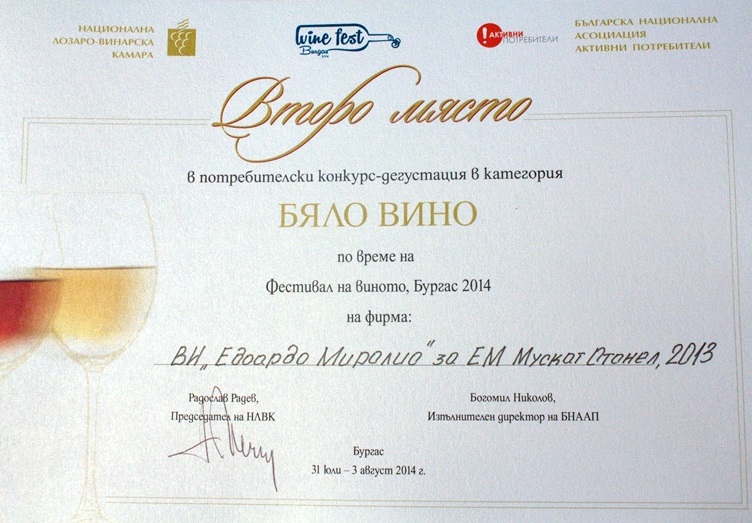 НАЦИОНАЛНА
ЛОЗАРО-ВИНАРСКА
КАМАРА
wine fest
Burgas
АКТИВНИ
ПОТРЕБИТЕЛИ
БЪЛГАРСКА НАЦИОНАЛНА
АСОЦИАЦИЯ
АКТИВНИ ПОТРЕБИТЕЛИ
Второ място
в потребителски конкурс-дегустация в категория
БЯЛО ВИНО
по време на
Фестивал на виното, Бургас 2014
на фирма:
ВИ „Едоардо Миралио" за ЕМ Мускат Отонел, 2013
Радослав Радев,
Председател на НЛВК
Богомил Николов,
Изпълнителен директор на БНААП
Бургас
31 юли – 3 август 2014 г.